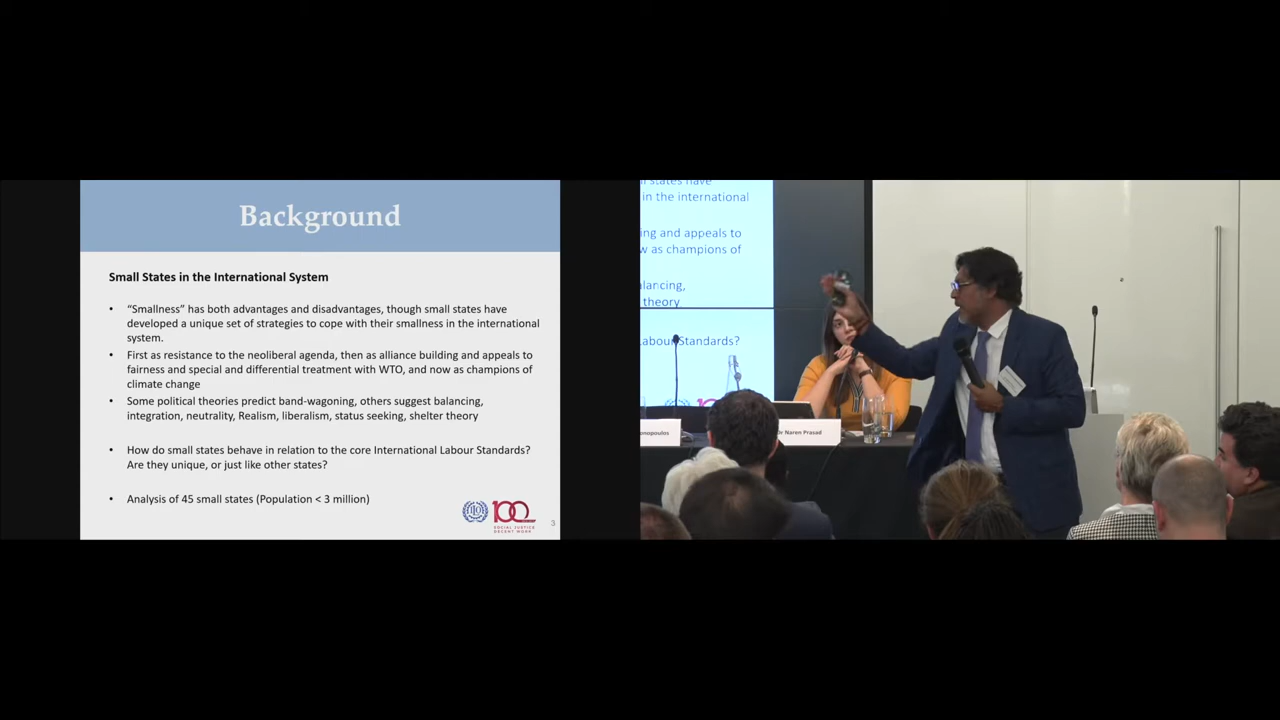 Background
Small States in the International System
• “Smallness” has both advantages and disadvantages, though small states have
developed a unique set of strategies to cope with their smallness in the international
system.
• First as resistance to the neoliberal agenda, then as alliance building and appeals to
fairness and special and differential treatment with WTO, and now as champions of
climate change
• Some political theories predict band-wagoning, others suggest balancing,
integration, neutrality, Realism, liberalism, status seeking, shelter theory
• How do small states behave in relation to the core International Labour Standards?
Are they unique, or just like other states?
• Analysis of 45 small states (Population < 3 million)
100
SOCIAL JUSTICE
DECENT WORK
3
states have
in the international
ing and appeals to
w as champions of
alancing,
theory
Labour Standards?
enopoulos
Dr Naren Prasad